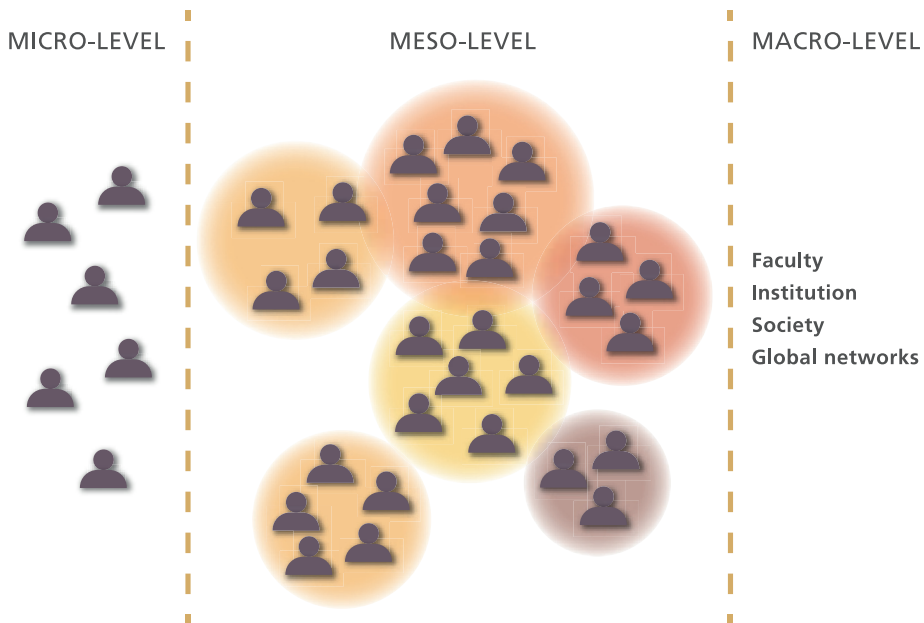 MICRO-LEVEL
MESO-LEVEL
MACRO-LEVEL
Faculty
Institution
Society
Global networks